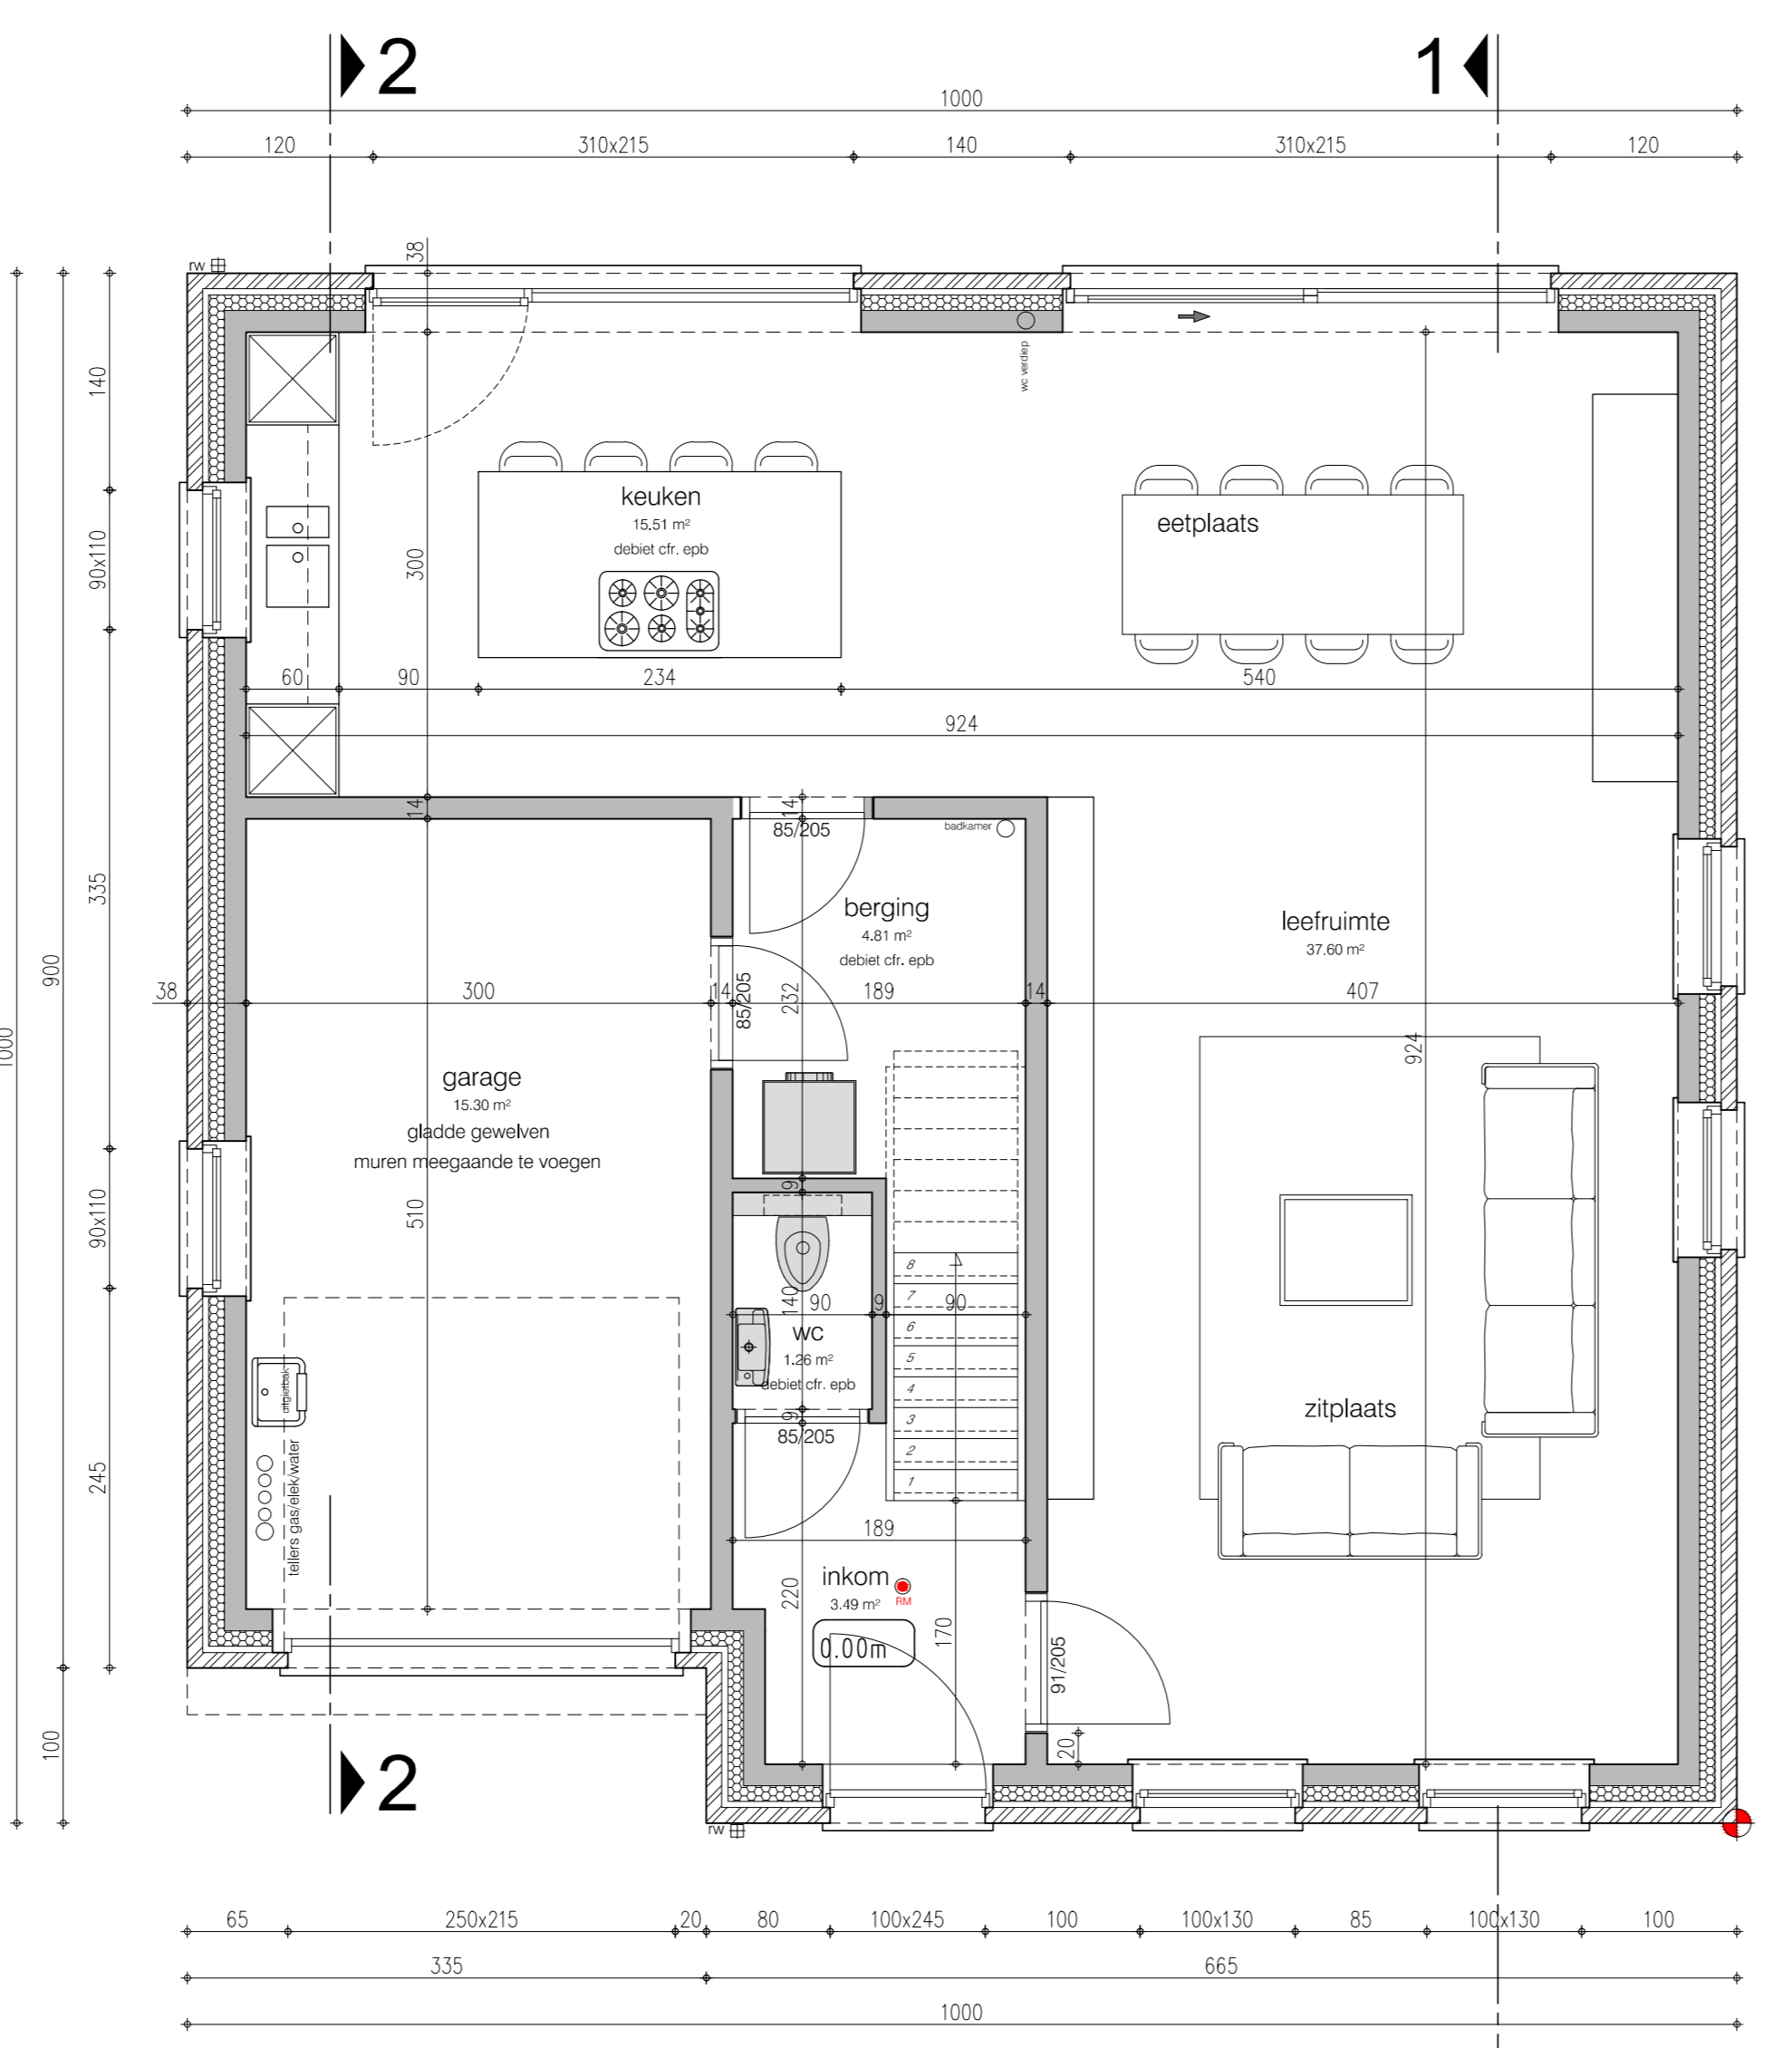 2
1
1000
120
310x215
140
310x215
120
rw
38
wc verdiep
140
keuken
15.51 m²
debiet cfr. epb
eetplaats
90x110
300
60
90
234
540
924
14
14
85/205
badkamer
335
berging
4.81 m²
debiet cfr. epb
leefruimte
37.60 m²
900
38
300
14
85/205
232
189
14
407
1000
924
garage
15.30 m²
gladde gewelven
muren meegaande te voegen
9
510
90x110
8
7
6
5
4
3
2
1
140
90
9
90
wc
1.26 m²
debiet cfr. epb
uitgietbak
9
85/205
zitplaats
245
tellers gas/elek/water
189
inkom
3.49 m²
RM
220
170
0.00m
91/205
20
100
2
rw
65
250x215
20
80
100x245
100
100x130
85
100x130
100
335
665
1000